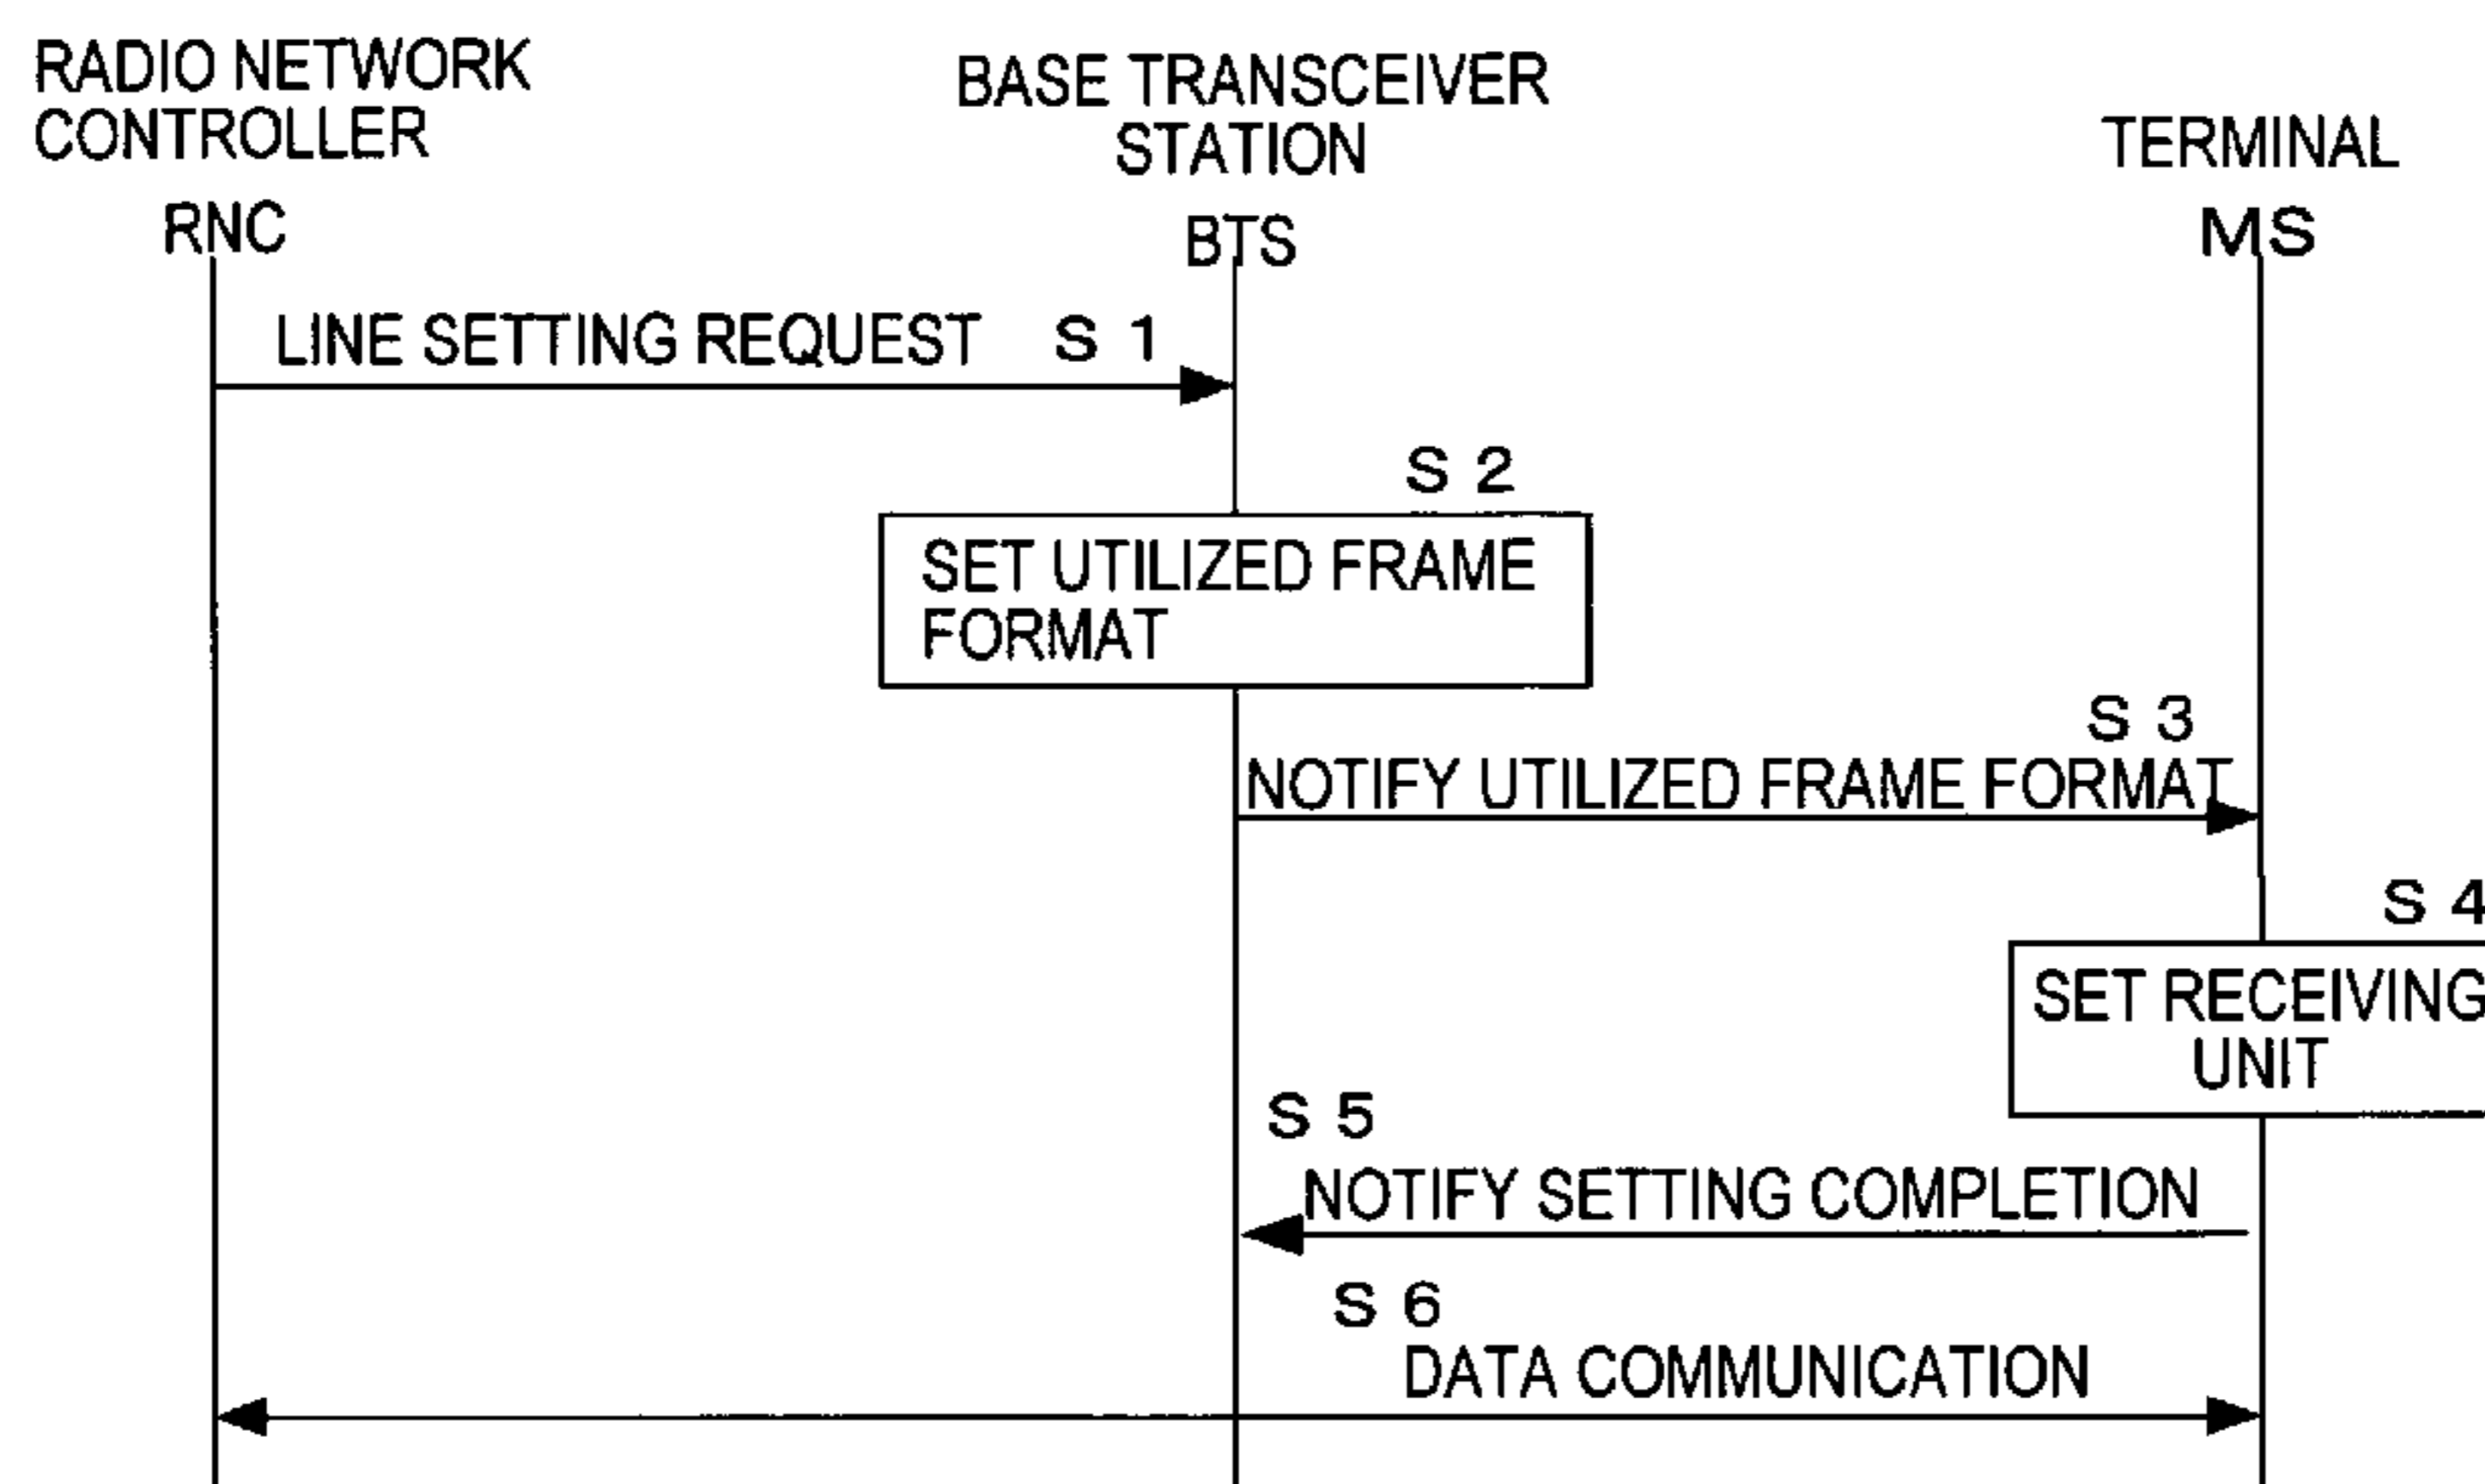 RADIO NETWORK
CONTROLLER
RNC
BASE TRANSCEIVER
STATION
BTS
TERMINAL
MS
LINE SETTING REQUEST S 1
S 2
SET UTILIZED FRAME
FORMAT
S 3
NOTIFY UTILIZED FRAME FORMAT
S 4
SET RECEIVING
UNIT
S 5
NOTIFY SETTING COMPLETION
S 6
DATA COMMUNICATION